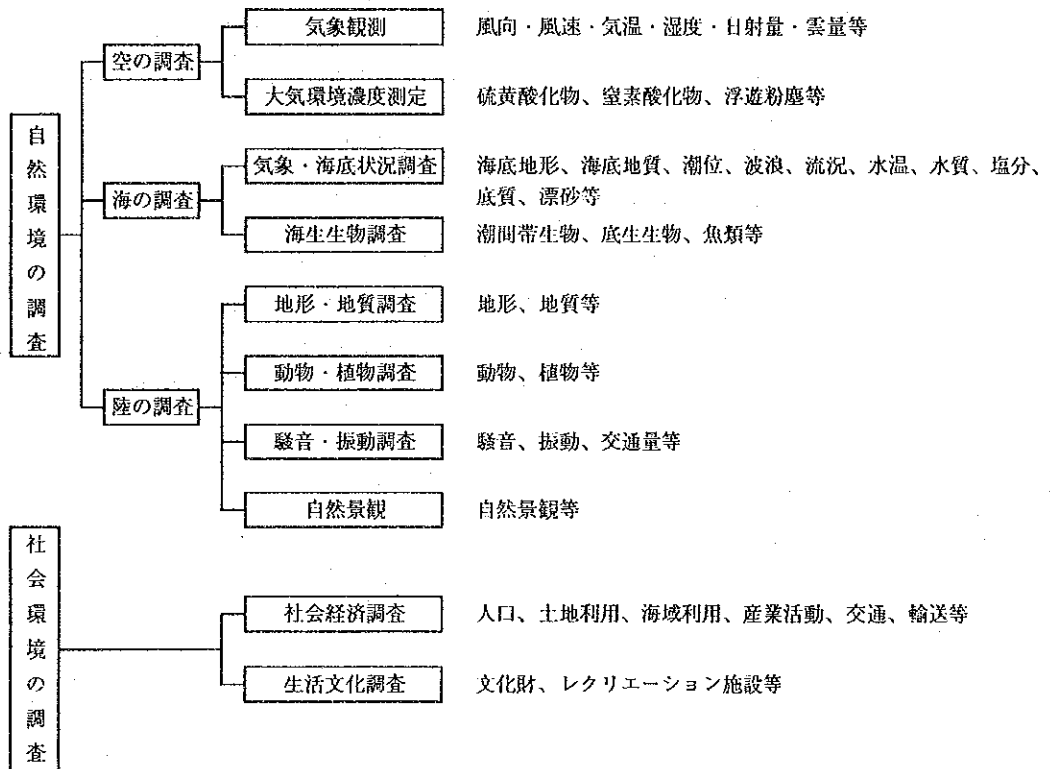 自然環境の調査
空の調査
気象観測 風向・風速・気温・湿度・日射量・雲量等
大気環境濃度測定 硫黄酸化物、窒素酸化物、浮遊粉塵等
海の調査
気象・海底状況調査 海底地形、海底地質、潮位、波浪、流況、水温、水質、塩分、
底質、漂砂等
海生生物調査 潮間帯生物、底生生物、魚類等
陸の調査
地形・地質調査 地形、地質等
動物・植物調査 動物、植物等
騒音・振動調査 騒音、振動、交通量等
自然景観 自然景観等
社会環境の調査
社会経済調査 人口、土地利用、海域利用、産業活動、交通、輸送等
生活文化調査 文化財、レクリエーション施設等